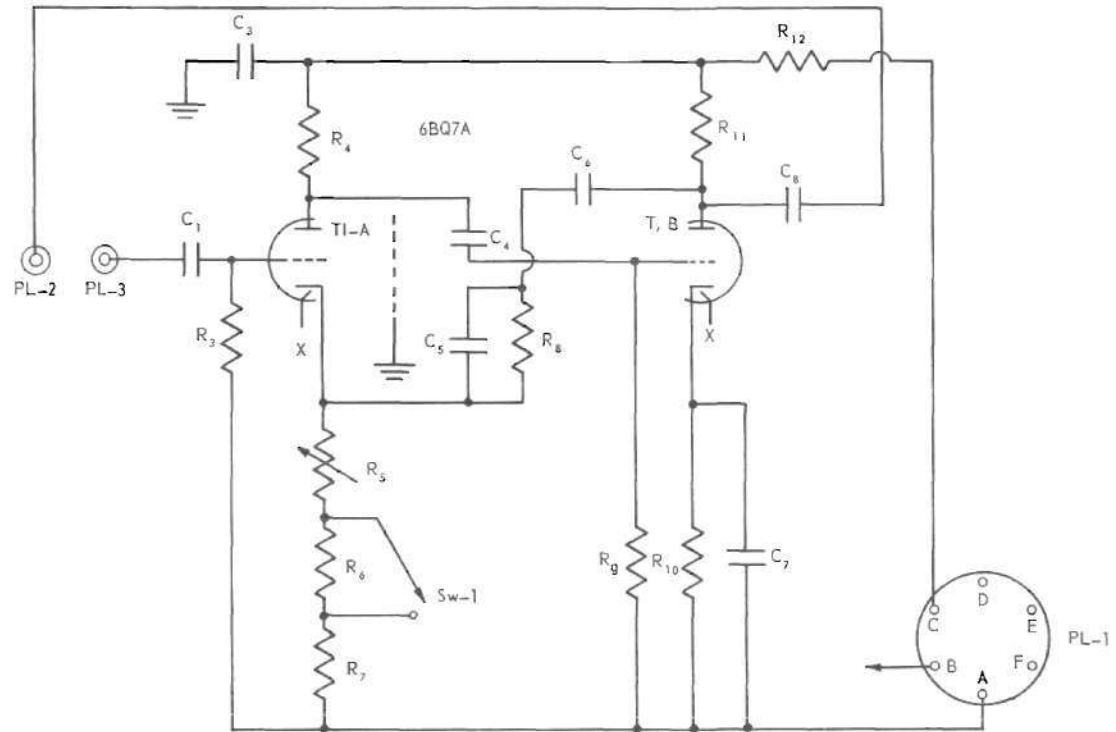 C₃
R₁₂
R₄
6BQ7A
R₁₁
C₆
C₈
C₁
T1-A
C₄
T, B
PL-2
PL-3
R₃
X
C₅
R₈
X
R₅
R₆
Sw-1
R₇
R₉
R₁₀
C₇
D
C
E
PL-1
B
F
A